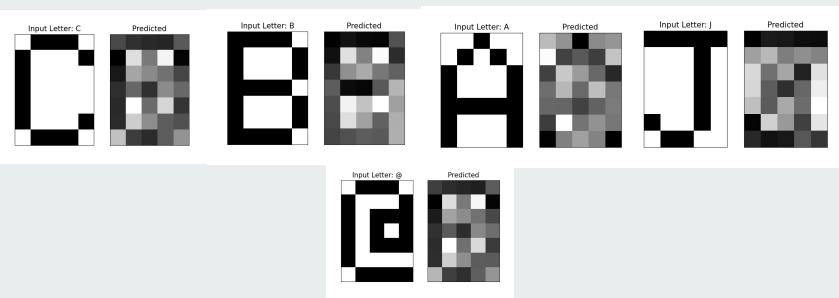 Input Letter: C Predicted
Input Letter: B Predicted
Input Letter: A Predicted
Input Letter: J Predicted
Input Letter: @ Predicted